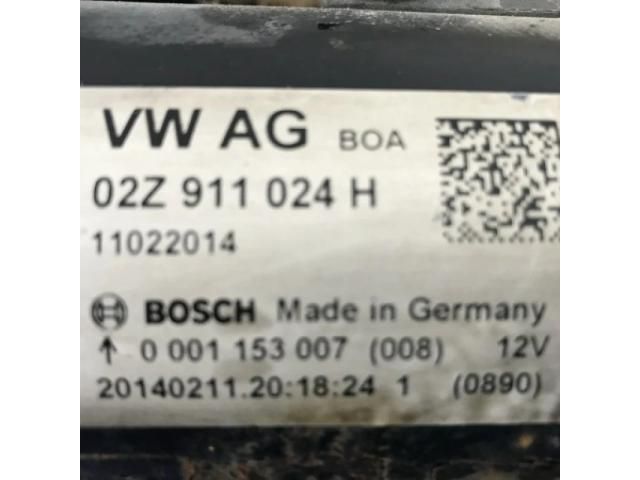 VW AG BOA
02Z 911 024 H
11022014
BOSCH Made in Germany
↑ 0 001 153 007 (008) 12V
20140211.20:18:24 1 (0890)